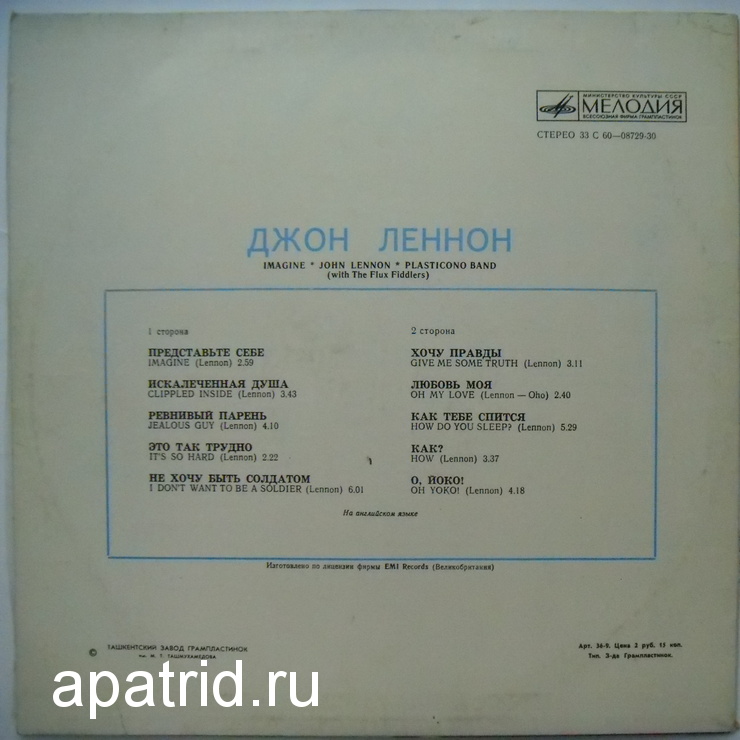 МИНИСТЕРСТВО КУЛЬТУРЫ СССР
МЕЛОДИЯ
ВСЕСОЮЗНАЯ ФИРМА ГРАМПЛАСТИНОК
СТЕРЕО 33 С 60—08729-30
ДЖОН ЛЕННОН
IMAGINE * JOHN LENNON * PLASTICONO BAND
(with The Flux Fiddlers)
1 сторона
ПРЕДСТАВЬТЕ СЕБЕ
IMAGINE (Lennon) 2.59
ИСКАЛЕЧЕННАЯ ДУША
CLIPPLED INSIDE (Lennon) 3.43
РЕВНИВЫЙ ПАРЕНЬ
JEALOUS GUY (Lennon) 4.10
ЭТО ТАК ТРУДНО
IT'S SO HARD (Lennon) 2.22
НЕ ХОЧУ БЫТЬ СОЛДАТОМ
I DON'T WANT TO BE A SOLDIER (Lennon) 6.01
2 сторона
ХОЧУ ПРАВДЫ
GIVE ME SOME TRUTH (Lennon) 3.11
ЛЮБОВЬ МОЯ
OH MY LOVE (Lennon — Oho) 2.40
КАК ТЕБЕ СПИТСЯ
HOW DO YOU SLEEP? (Lennon) 5.29
КАК?
HOW (Lennon) 3.37
О, ЙОКО!
OH YOKO! (Lennon) 4.18
На английском языке
Изготовлено по лицензии фирмы EMI Records (Великобритания)
© ТАШКЕНТСКИЙ ЗАВОД ГРАМПЛАСТИНОК
им. М. Т. ТАШМУХАМЕДОВА
Арт. 34-9. Цена 2 руб. 15 коп.
Тип. З-да Грампластинок.
apatrid.ru